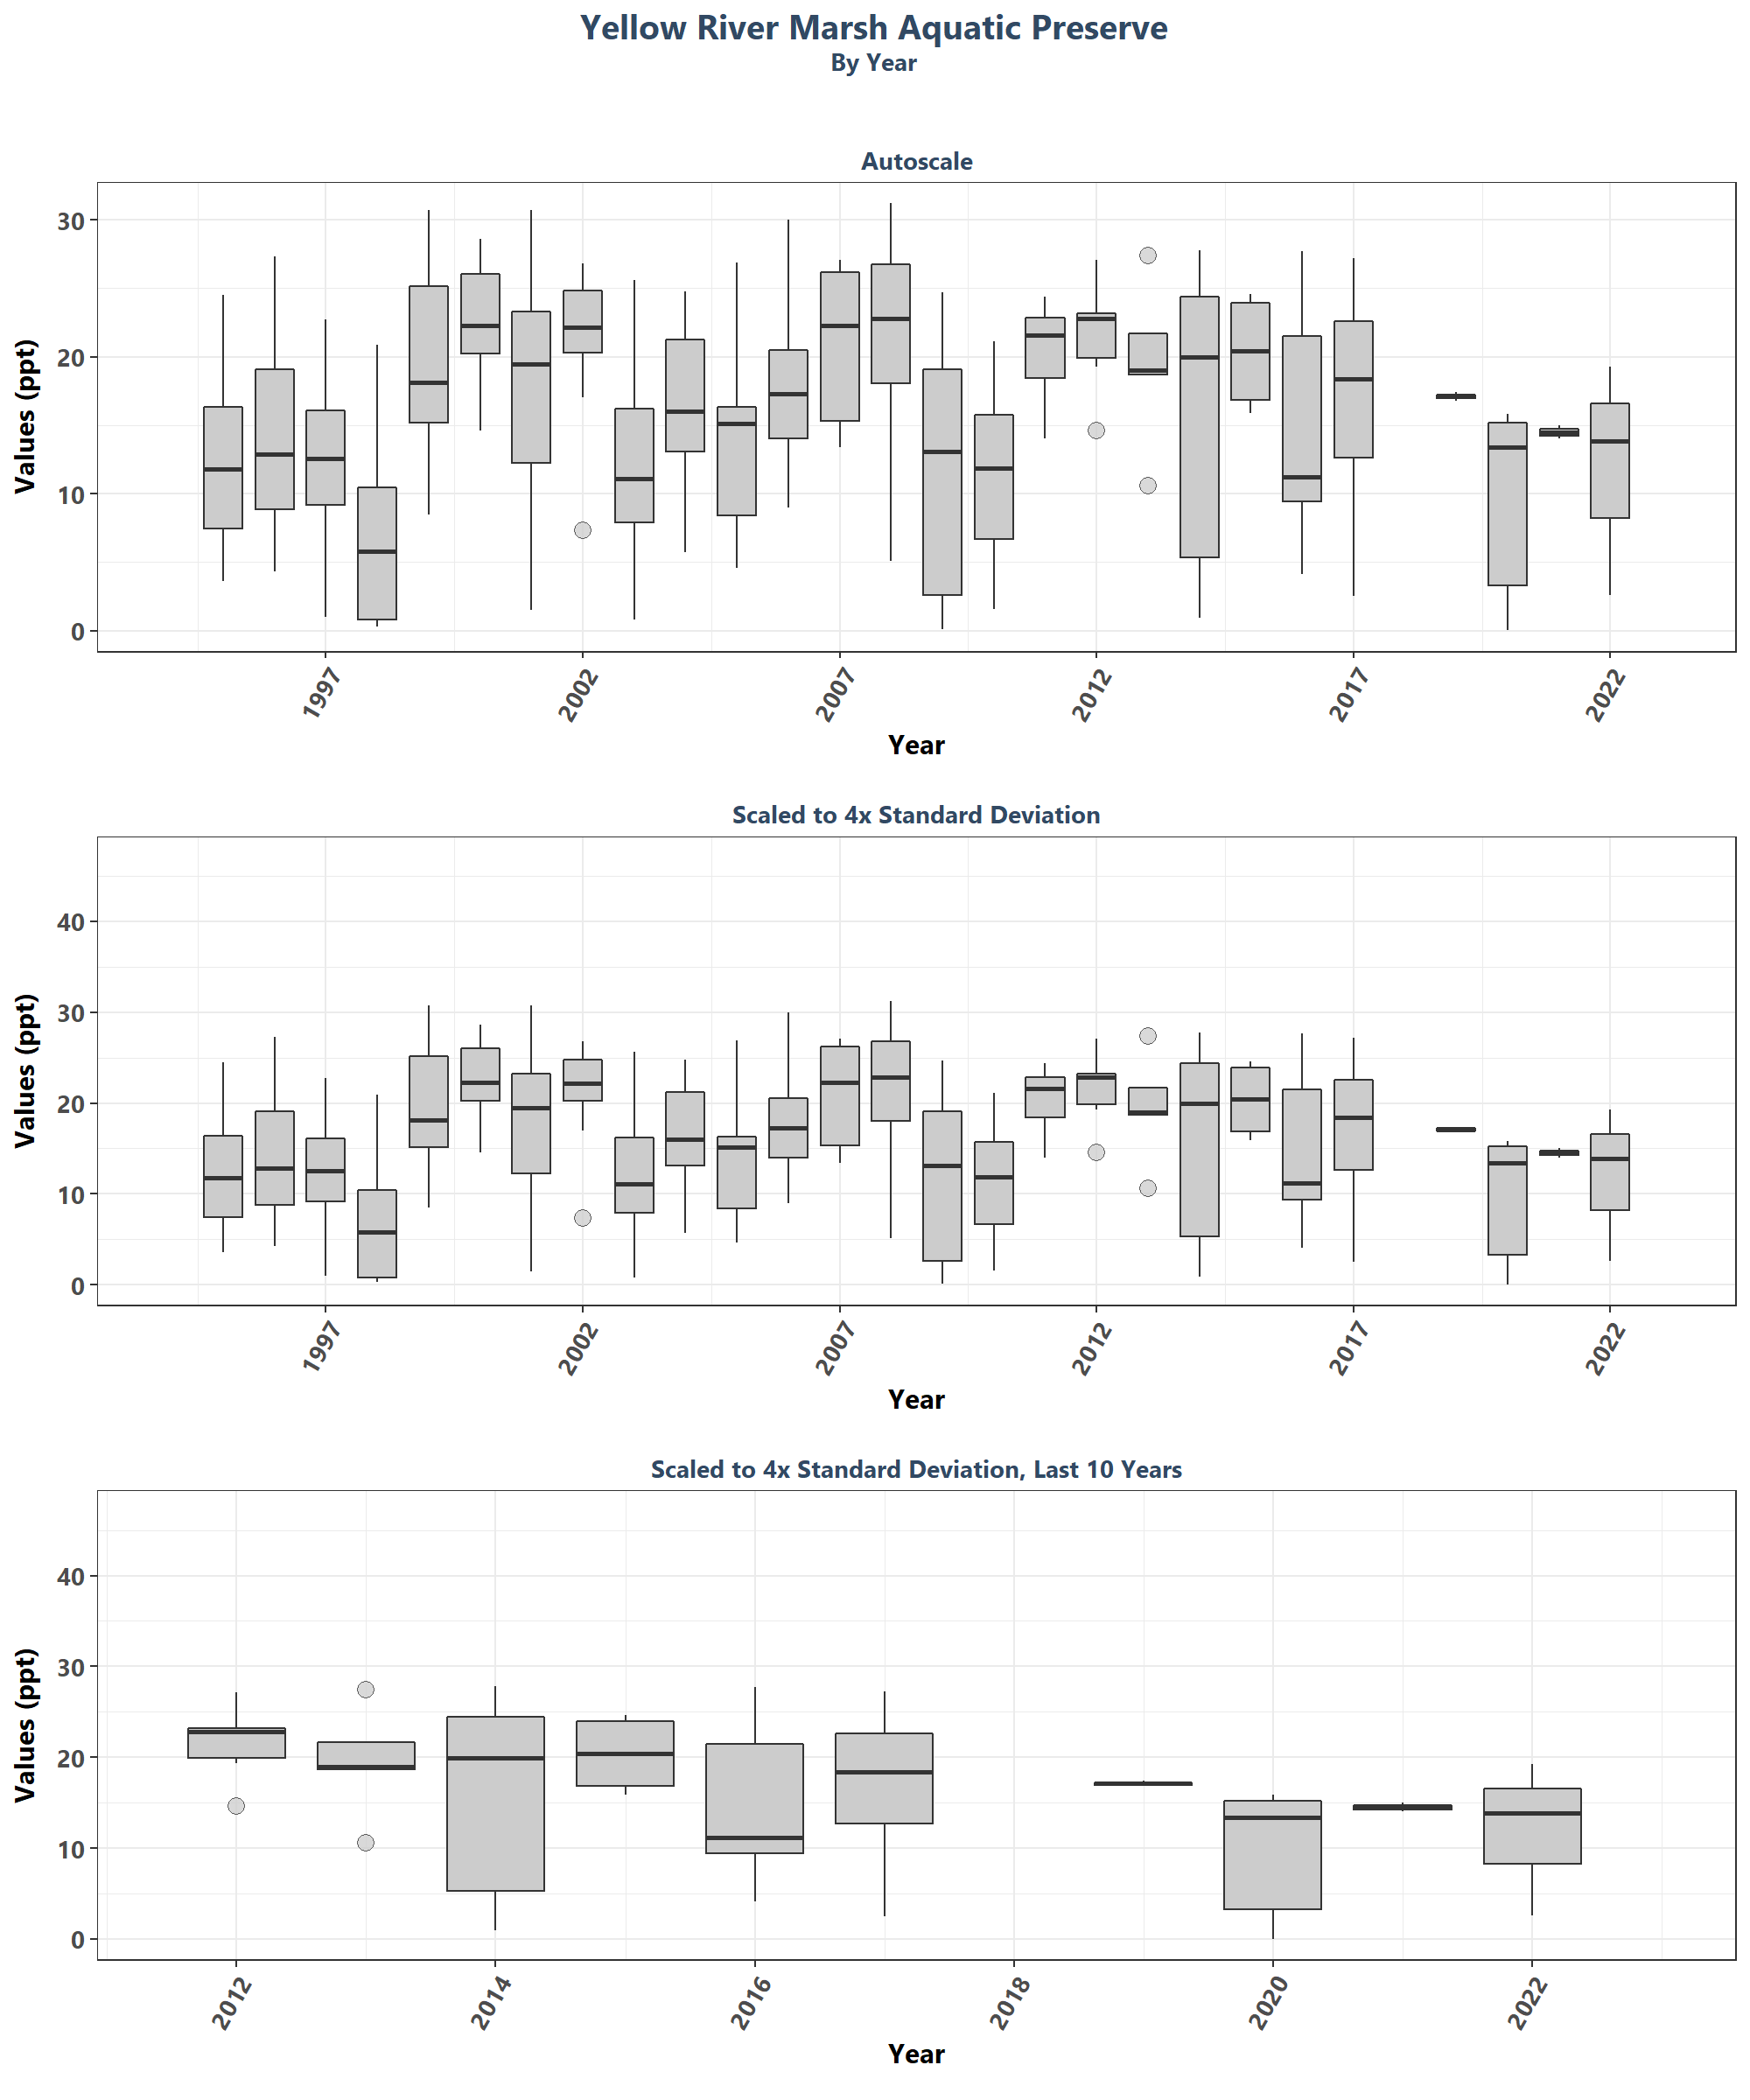 Yellow River Marsh Aquatic Preserve
By Year
Autoscale
Values (ppt)
30
20
10
0
1997 2002 2007 2012 2017 2022
Year
Scaled to 4x Standard Deviation
Values (ppt)
40
30
20
10
0
1997 2002 2007 2012 2017 2022
Year
Scaled to 4x Standard Deviation, Last 10 Years
Values (ppt)
40
30
20
10
0
2012 2014 2016 2018 2020 2022
Year